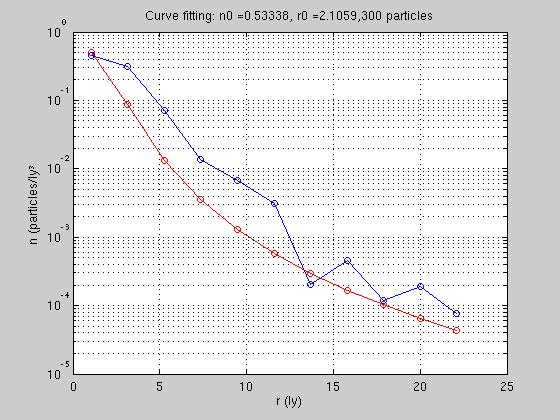 Curve fitting: n0 =0.53338, r0 =2.1059,300 particles
10^0
10^-1
10^-2
10^-3
10^-4
10^-5
n (particles/ly³
0 5 10 15 20 25
r (ly)